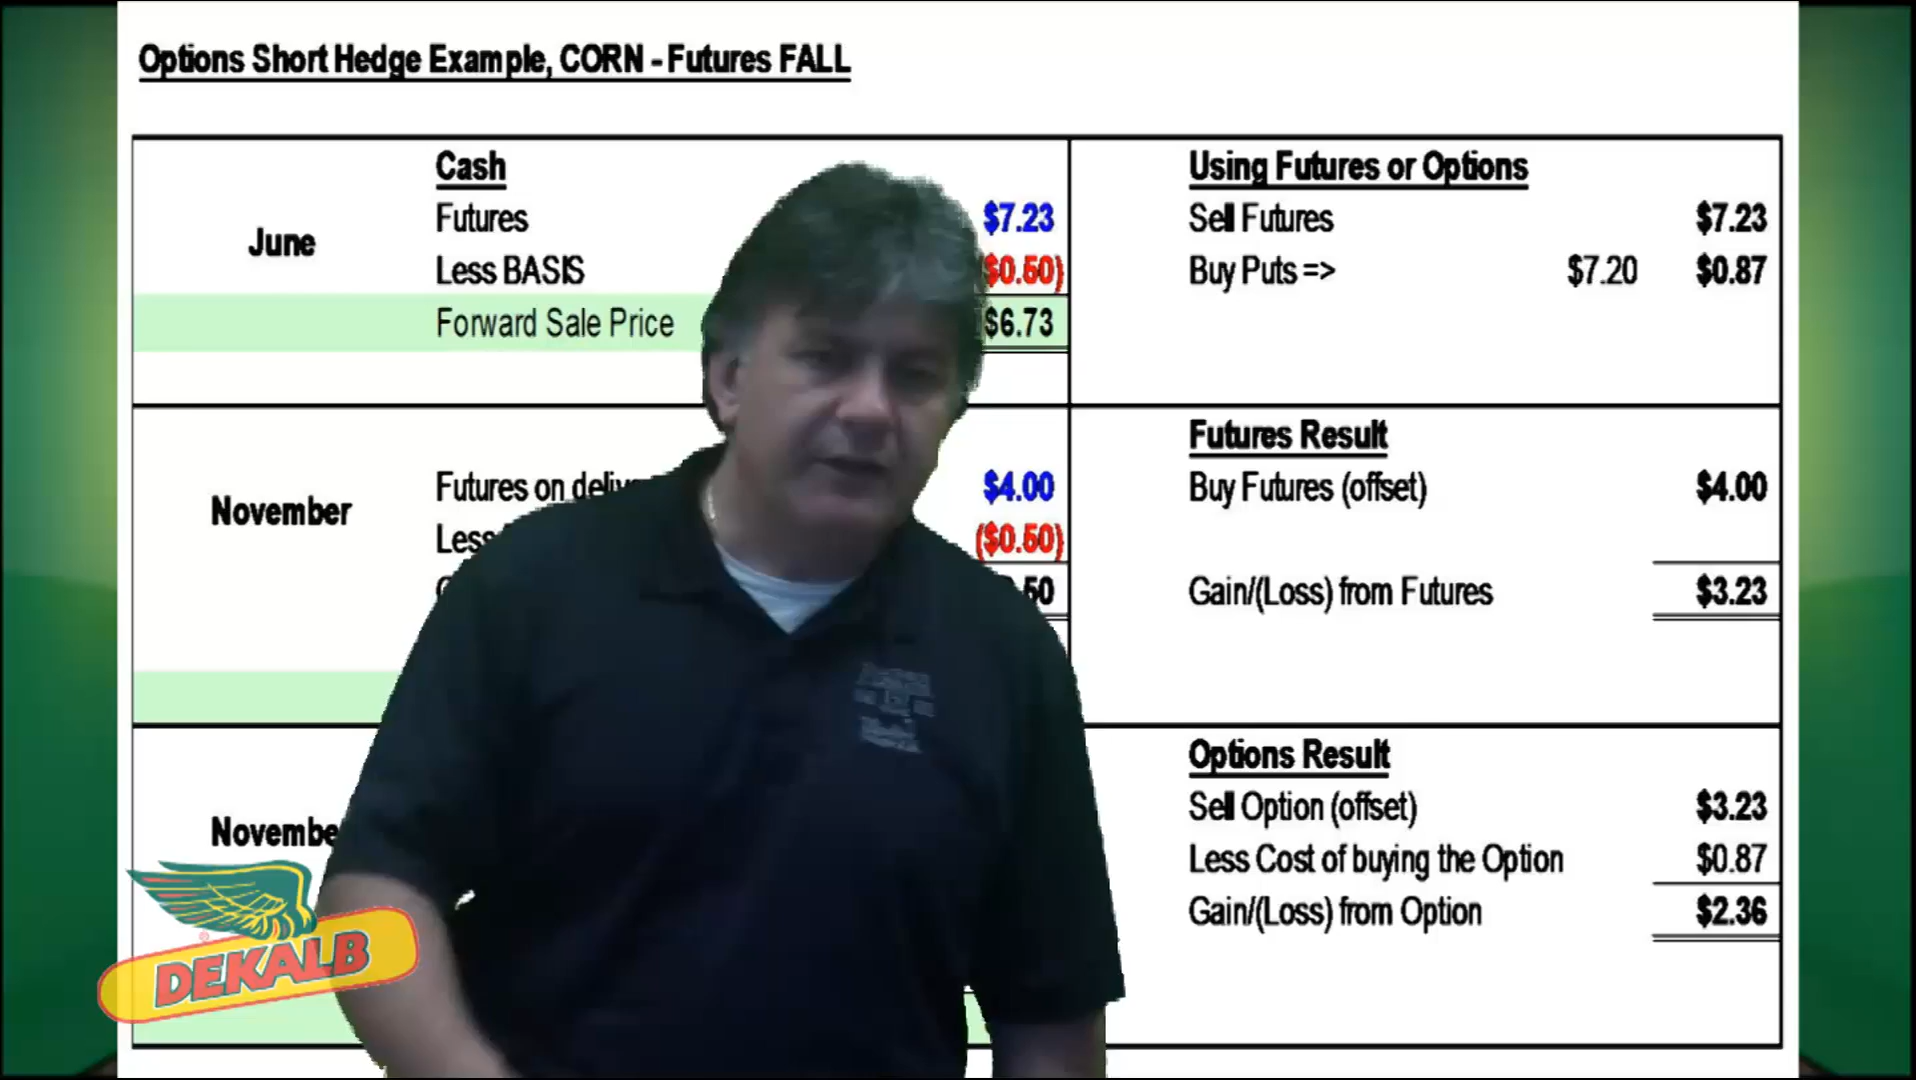 Options Short Hedge Example, CORN - Futures FALL
Cash
Futures $7.23
June
Less BASIS ($0.50)
Forward Sale Price $6.73
Using Futures or Options
Sell Futures $7.23
Buy Puts => $7.20 $0.87
Futures on $4.00
November
Less ($0.50)
Futures Result
Buy Futures (offset) $4.00
Gain/(Loss) from Futures $3.23
Options Result
Sell Option (offset) $3.23
Less Cost of buying the Option $0.87
Gain/(Loss) from Option $2.36
DEKALB